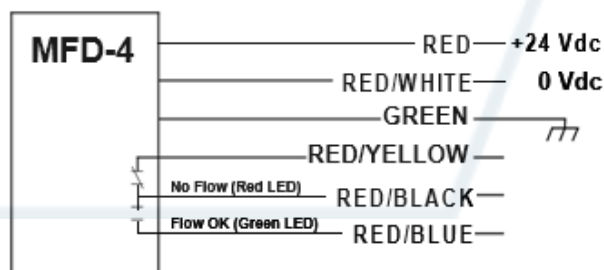 MFD-4
RED +24 Vdc
RED/WHITE 0 Vdc
GREEN
RED/YELLOW
No Flow (Red LED) RED/BLACK
Flow OK (Green LED) RED/BLUE